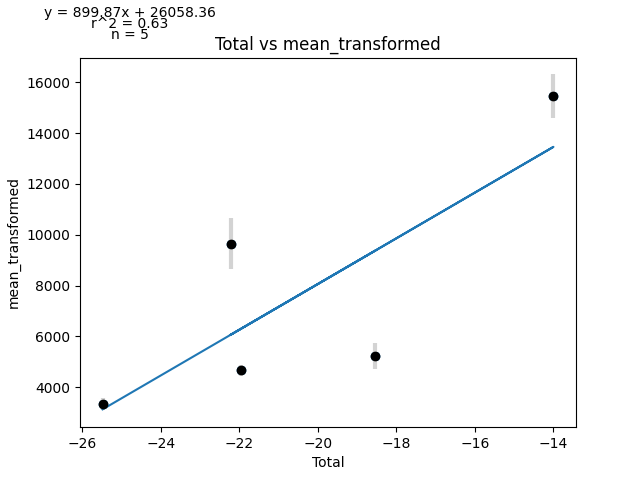 y = 899.87x + 26058.36
r^2 = 0.63
n = 5
Total vs mean_transformed
mean_transformed
16000
14000
12000
10000
8000
6000
4000
−26
−24
−22
−20
−18
−16
−14
Total